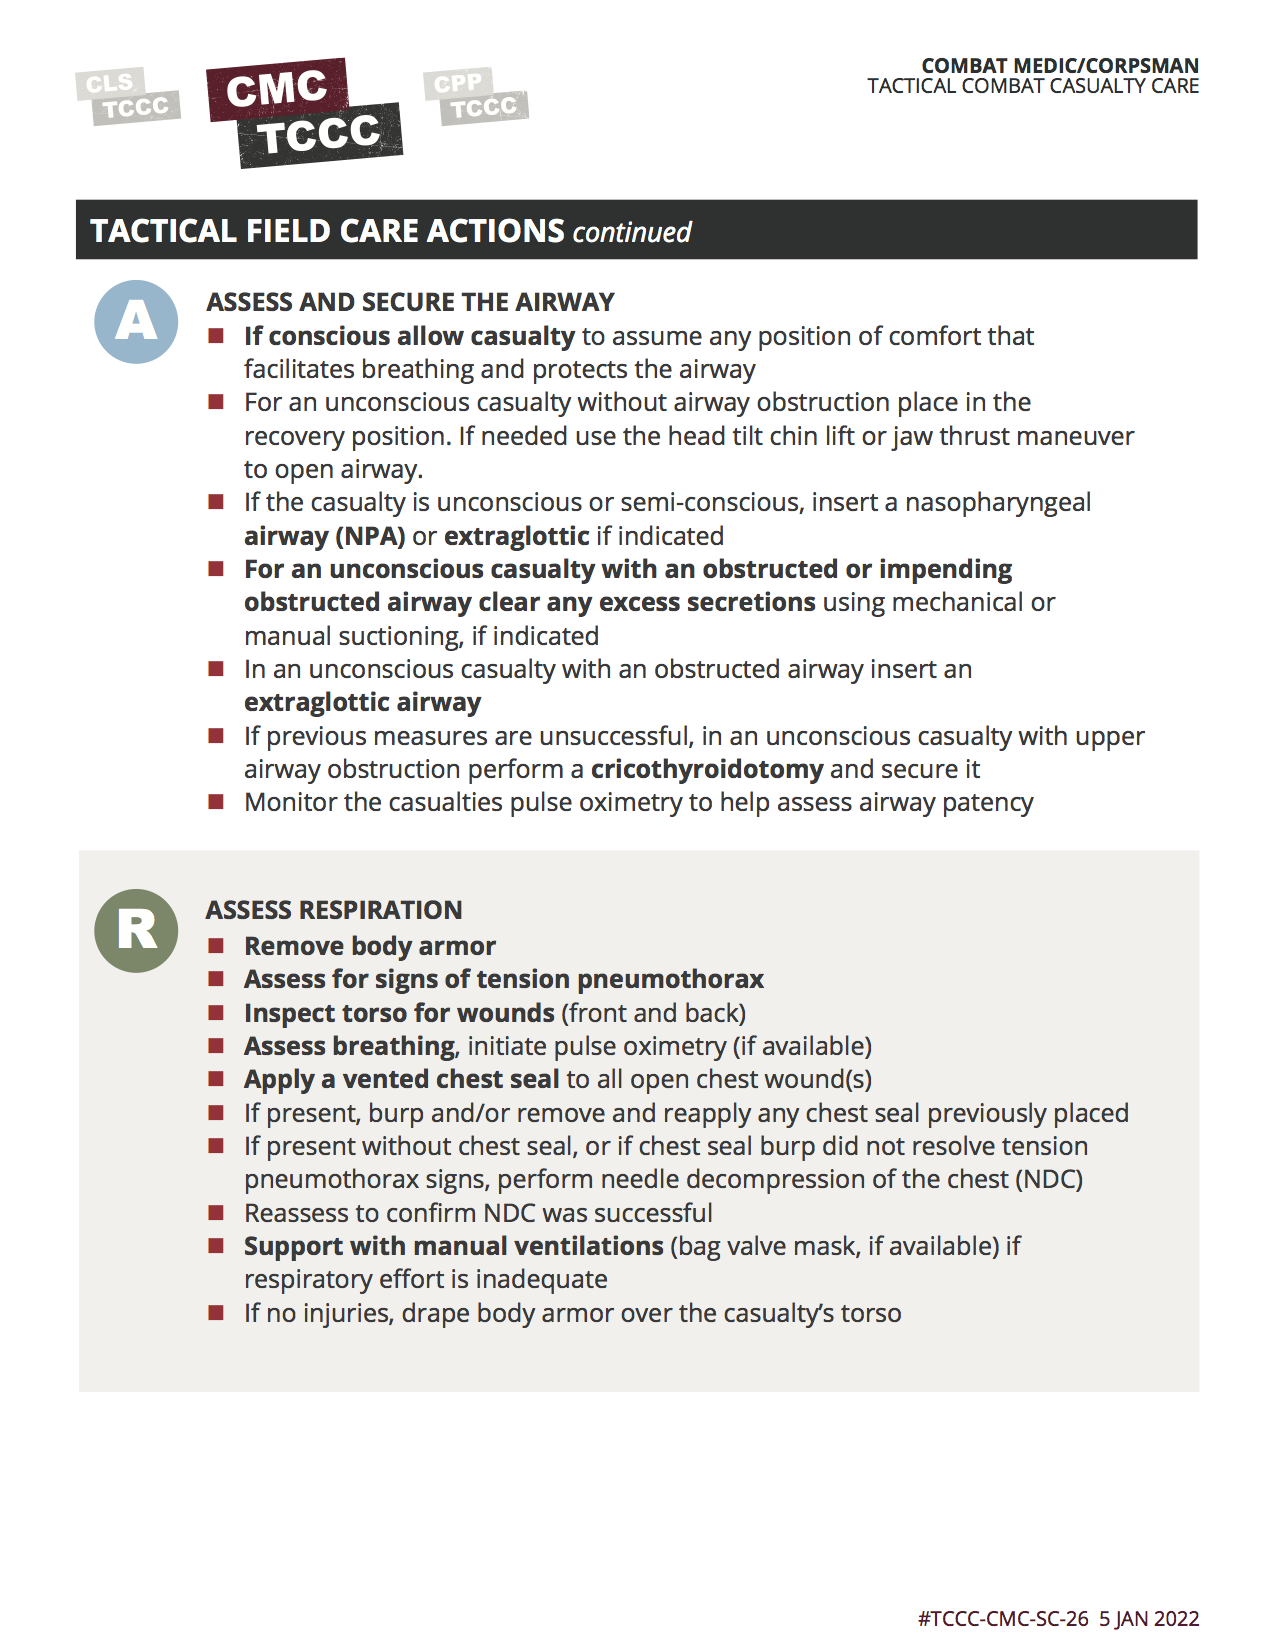 CLS
TCCC
CMC
TCCC
CPP
TCCC
COMBAT MEDIC/CORPSMAN
TACTICAL COMBAT CASUALTY CARE
TACTICAL FIELD CARE ACTIONS continued
A
ASSESS AND SECURE THE AIRWAY
■ If conscious allow casualty to assume any position of comfort that
facilitates breathing and protects the airway
■ For an unconscious casualty without airway obstruction place in the
recovery position. If needed use the head tilt chin lift or jaw thrust maneuver
to open airway.
■ If the casualty is unconscious or semi-conscious, insert a nasopharyngeal
airway (NPA) or extraglottic if indicated
■ For an unconscious casualty with an obstructed or impending
obstructed airway clear any excess secretions using mechanical or
manual suctioning, if indicated
■ In an unconscious casualty with an obstructed airway insert an
extraglottic airway
■ If previous measures are unsuccessful, in an unconscious casualty with upper
airway obstruction perform a cricothyroidotomy and secure it
■ Monitor the casualties pulse oximetry to help assess airway patency
R
ASSESS RESPIRATION
■ Remove body armor
■ Assess for signs of tension pneumothorax
■ Inspect torso for wounds (front and back)
■ Assess breathing, initiate pulse oximetry (if available)
■ Apply a vented chest seal to all open chest wound(s)
■ If present, burp and/or remove and reapply any chest seal previously placed
■ If present without chest seal, or if chest seal burp did not resolve tension
pneumothorax signs, perform needle decompression of the chest (NDC)
■ Reassess to confirm NDC was successful
■ Support with manual ventilations (bag valve mask, if available) if
respiratory effort is inadequate
■ If no injuries, drape body armor over the casualty’s torso
#TCCC-CMC-SC-26 5 JAN 2022